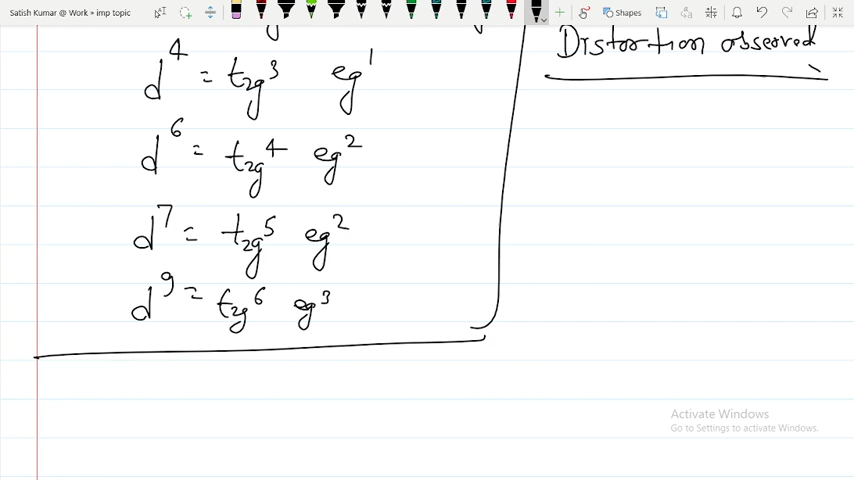 Satish Kumar @ Work » imp topic
Shapes
Distortion observed
d⁴ = t₂g³ eg¹
d⁶ = t₂g⁴ eg²
d⁷ = t₂g⁵ eg²
d⁹ = t₂g⁶ eg³
Activate Windows
Go to Settings to activate Windows.